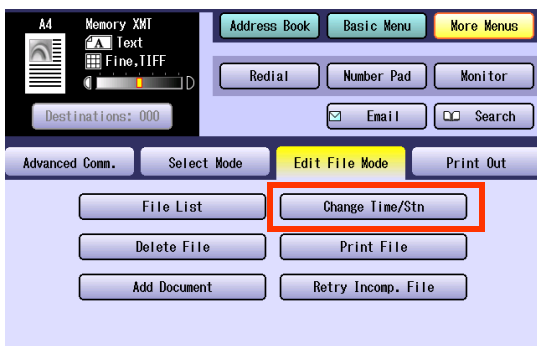 A4 Memory XMT
A Text
Fine,TIFF
D
Destinations: 000
Address Book Basic Menu More Menus
Redial Number Pad Monitor
Email Search
Advanced Comm. Select Mode Edit File Mode Print Out
File List Change Time/Stn
Delete File Print File
Add Document Retry Incomp. File